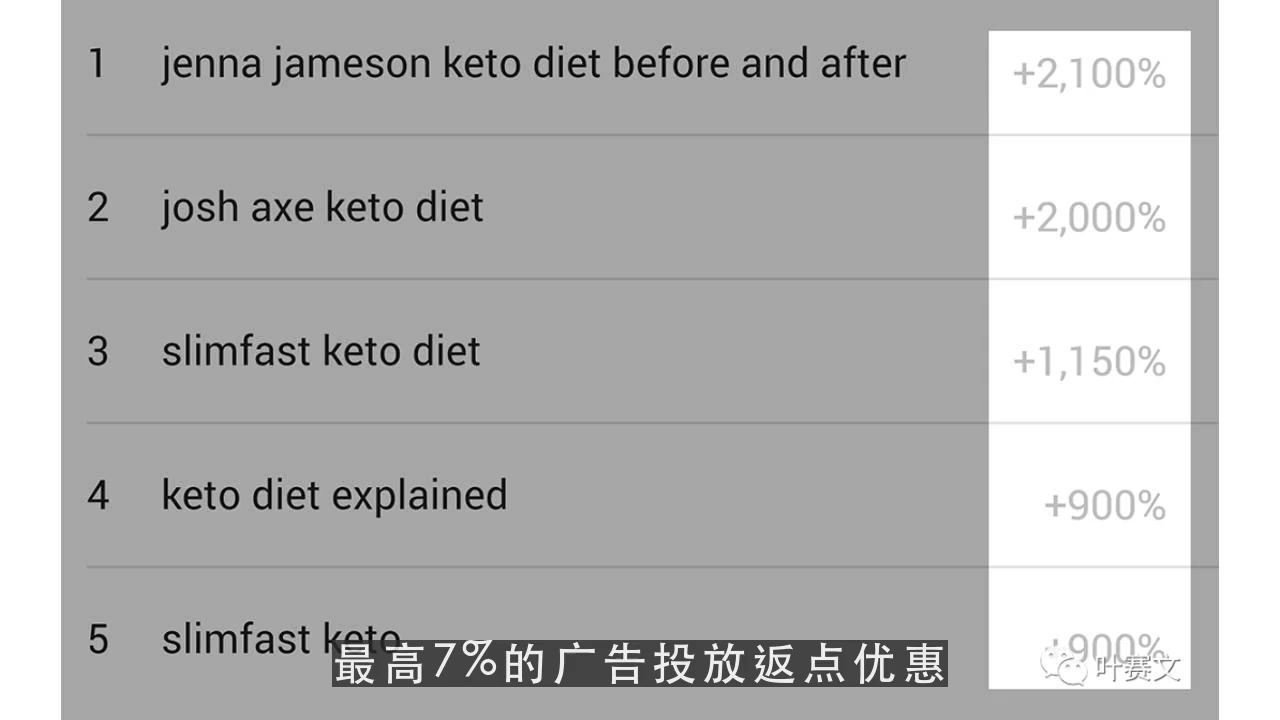 1 jenna jameson keto diet before and after +2,100%
2 josh axe keto diet +2,000%
3 slimfast keto diet +1,150%
4 keto diet explained +900%
5 slimfast keto +900%
最高7%的广告投放返点优惠
叶赛文